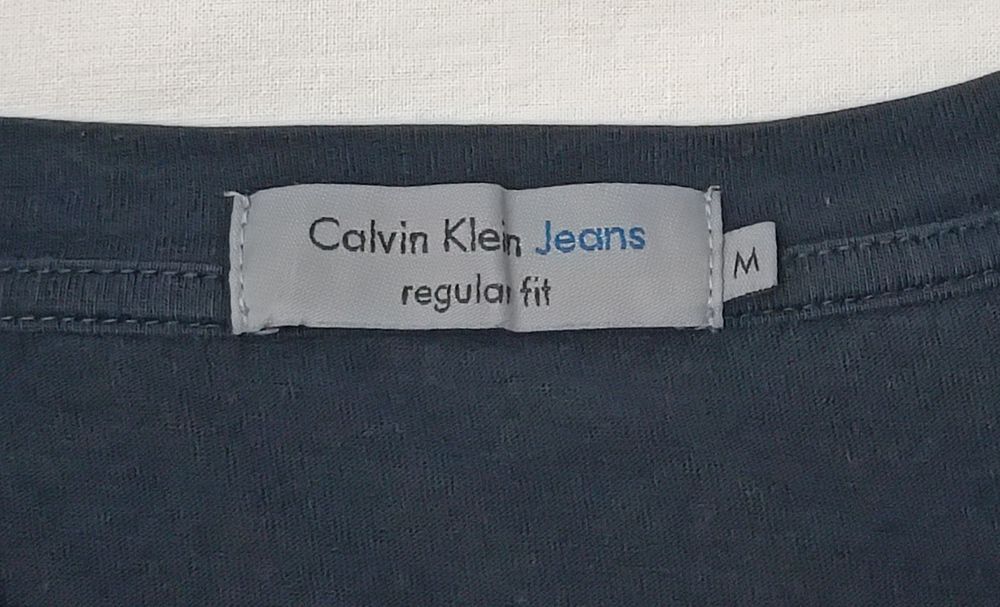 Calvin Klein Jeans
regular fit
M